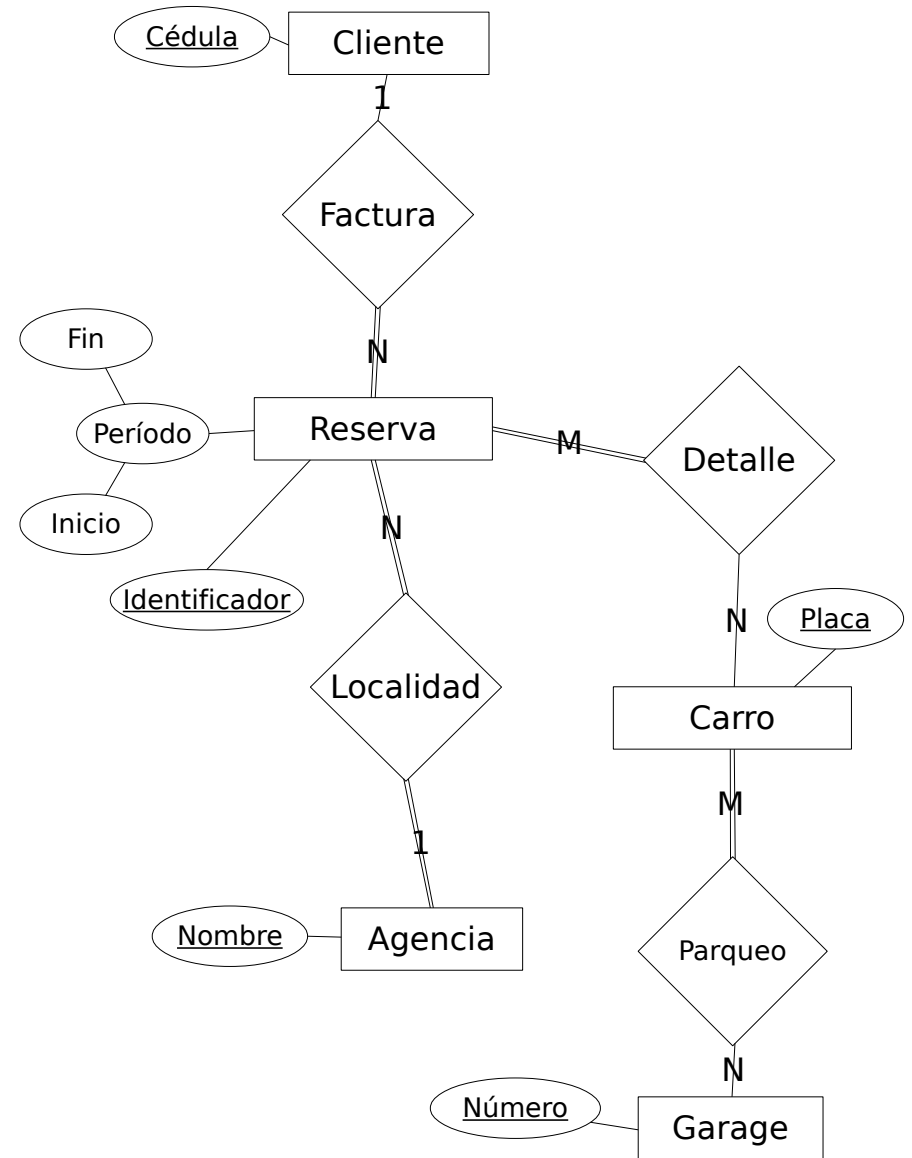 Cédula
Cliente
1
Factura
N
Fin
Período
Inicio
Reserva
M
Detalle
Identificador
N
N
Placa
Localidad
Carro
1
M
Nombre
Agencia
Parqueo
N
Número
Garage